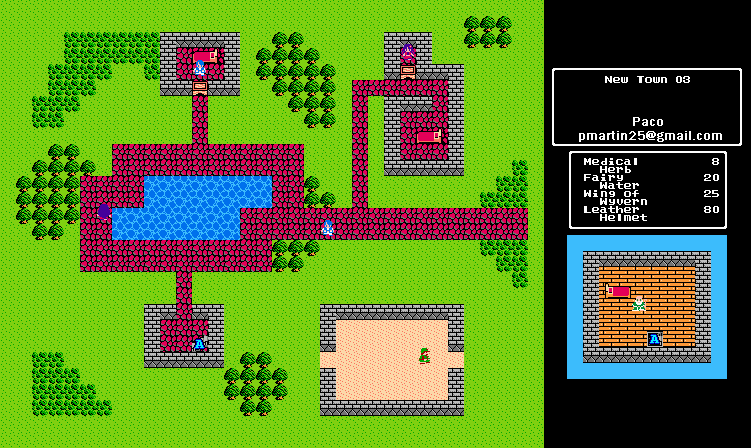 New Town 03
Paco
pmartin25@gmail.com
Medical 8
Herb
Fairy 20
Water
Wing of 25
Wyvern
Leather 80
Helmet
A
A